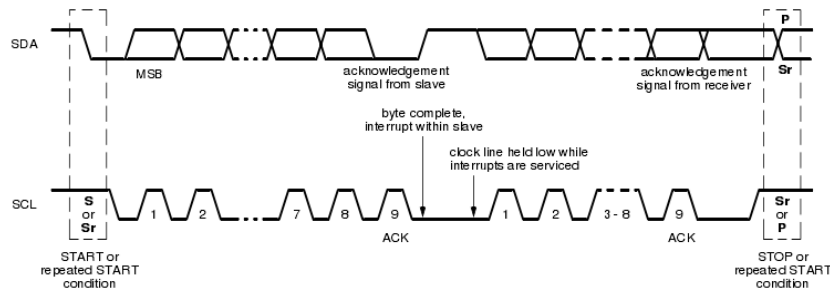 P
SDA
MSB
acknowledgement
signal from slave
acknowledgement
signal from receiver
Sr
byte complete,
interrupt within slave
clock line held low while
interrupts are serviced
SCL
S
or
Sr
1
2
7
8
9
1
2
3 - 8
9
Sr
or
P
ACK
ACK
START or
repeated START
condition
STOP or
repeated START
condition